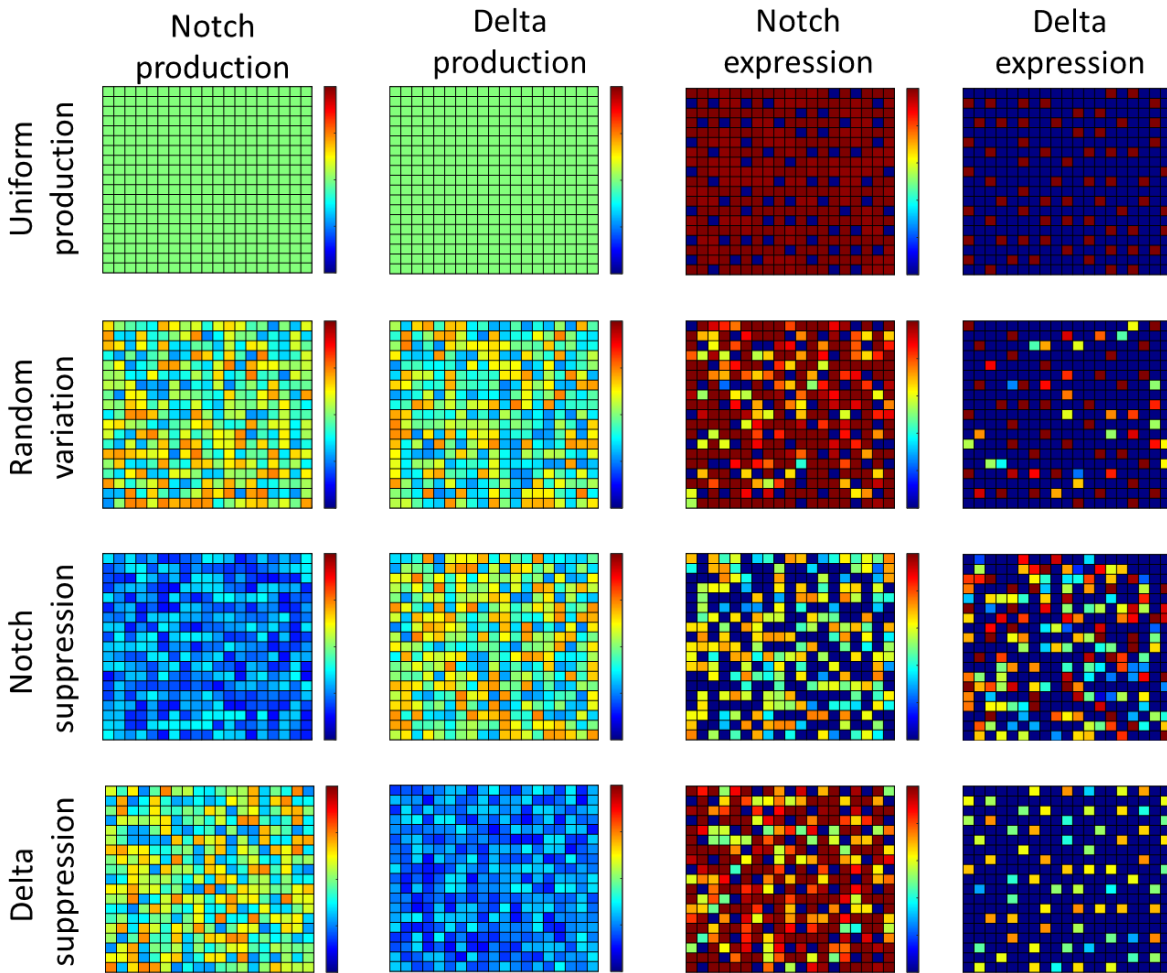 Notch
production
Delta
production
Notch
expression
Delta
expression
Uniform
production
Random
variation
Notch
suppression
Delta
suppression